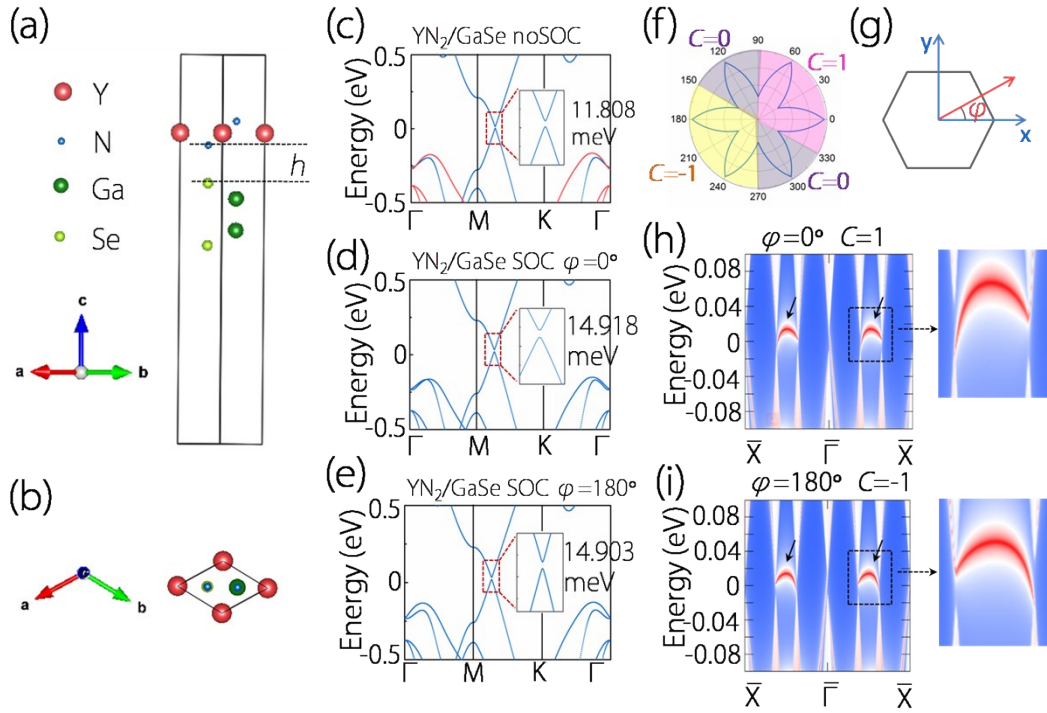 (a)
Y
N
Ga
Se
h
c
a
b
(b)
a
b
(c)
YN₂/GaSe noSOC
Energy (eV)
0.5
0
-0.5
11.808
meV
Γ M K Γ
(d)
YN₂/GaSe SOC φ=0°
Energy (eV)
0.5
0
-0.5
14.918
meV
Γ M K Γ
(e)
YN₂/GaSe SOC φ=180°
Energy (eV)
0.5
0
-0.5
14.903
meV
Γ M K Γ
(f)
C=0
C=1
C=-1
C=0
0
30
60
90
120
150
180
210
240
270
300
330
(g)
y
x
φ
(h)
φ=0° C=1
Energy (eV)
0.08
0.04
0
-0.04
-0.08
X̅ Γ̅ X̅
(i)
φ=180° C=-1
Energy (eV)
0.08
0.04
0
-0.04
-0.08
X̅ Γ̅ X̅